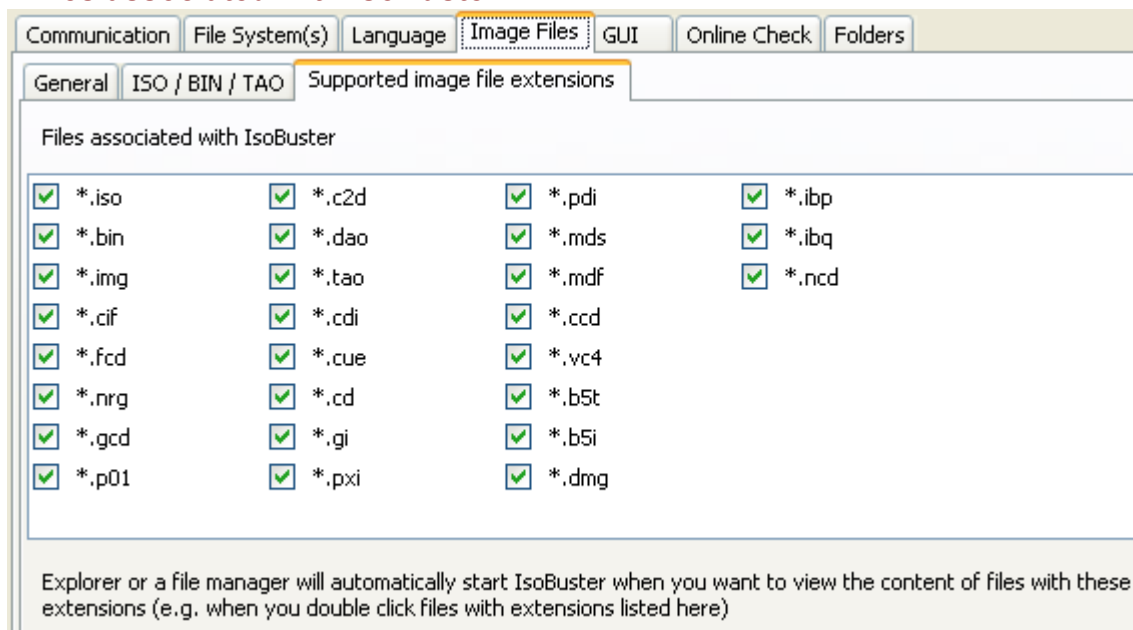 Communication File System(s) Language Image Files GUI Online Check Folders
General ISO / BIN / TAO Supported image file extensions
Files associated with IsoBuster
*.iso *.c2d *.pdi *.ibp
*.bin *.dao *.mds *.ibq
*.img *.tao *.mdf *.ncd
*.cif *.cdi *.ccd
*.fcd *.cue *.vc4
*.nrg *.cd *.b5t
*.gcd *.gi *.b5i
*.p01 *.pxi *.dmg
Explorer or a file manager will automatically start IsoBuster when you want to view the content of files with these
extensions (e.g. when you double click files with extensions listed here)